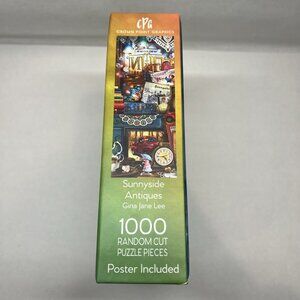 CPG
CROWN POINT GRAPHICS
Sunnyside
Antiques
Gina Jane Lee
1000
RANDOM CUT
PUZZLE PIECES
Poster Included